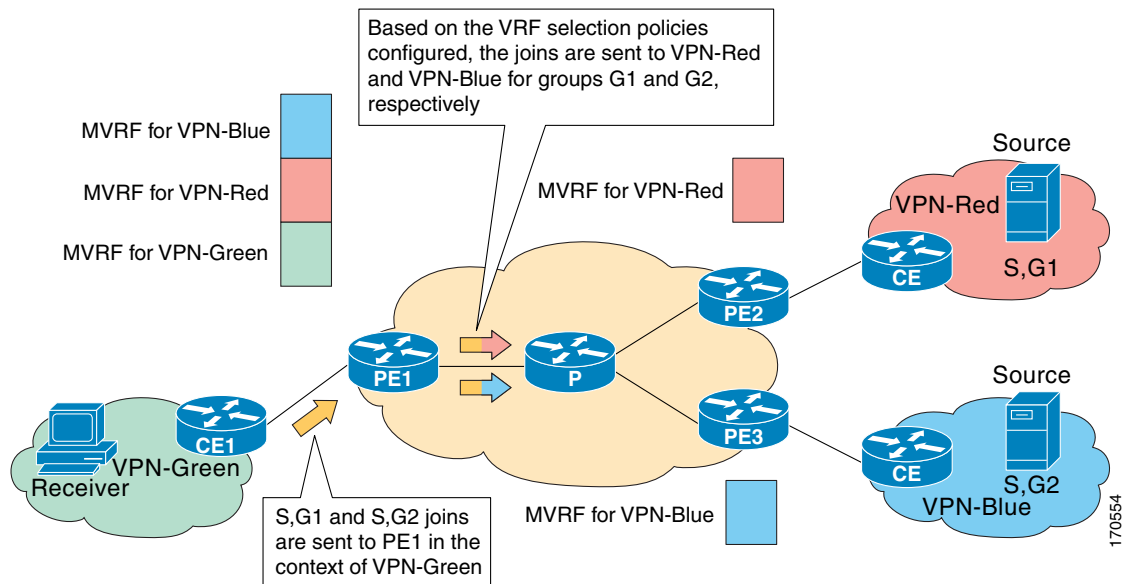 Based on the VRF selection policies
configured, the joins are sent to VPN-Red
and VPN-Blue for groups G1 and G2,
respectively
MVRF for VPN-Blue
MVRF for VPN-Red
MVRF for VPN-Green
MVRF for VPN-Red
Source
VPN-Red
CE
S,G1
PE2
PE1
P
PE3
CE1
VPN-Green
Receiver
Source
CE
S,G2
VPN-Blue
MVRF for VPN-Blue
S,G1 and S,G2 joins
are sent to PE1 in the
context of VPN-Green
170554